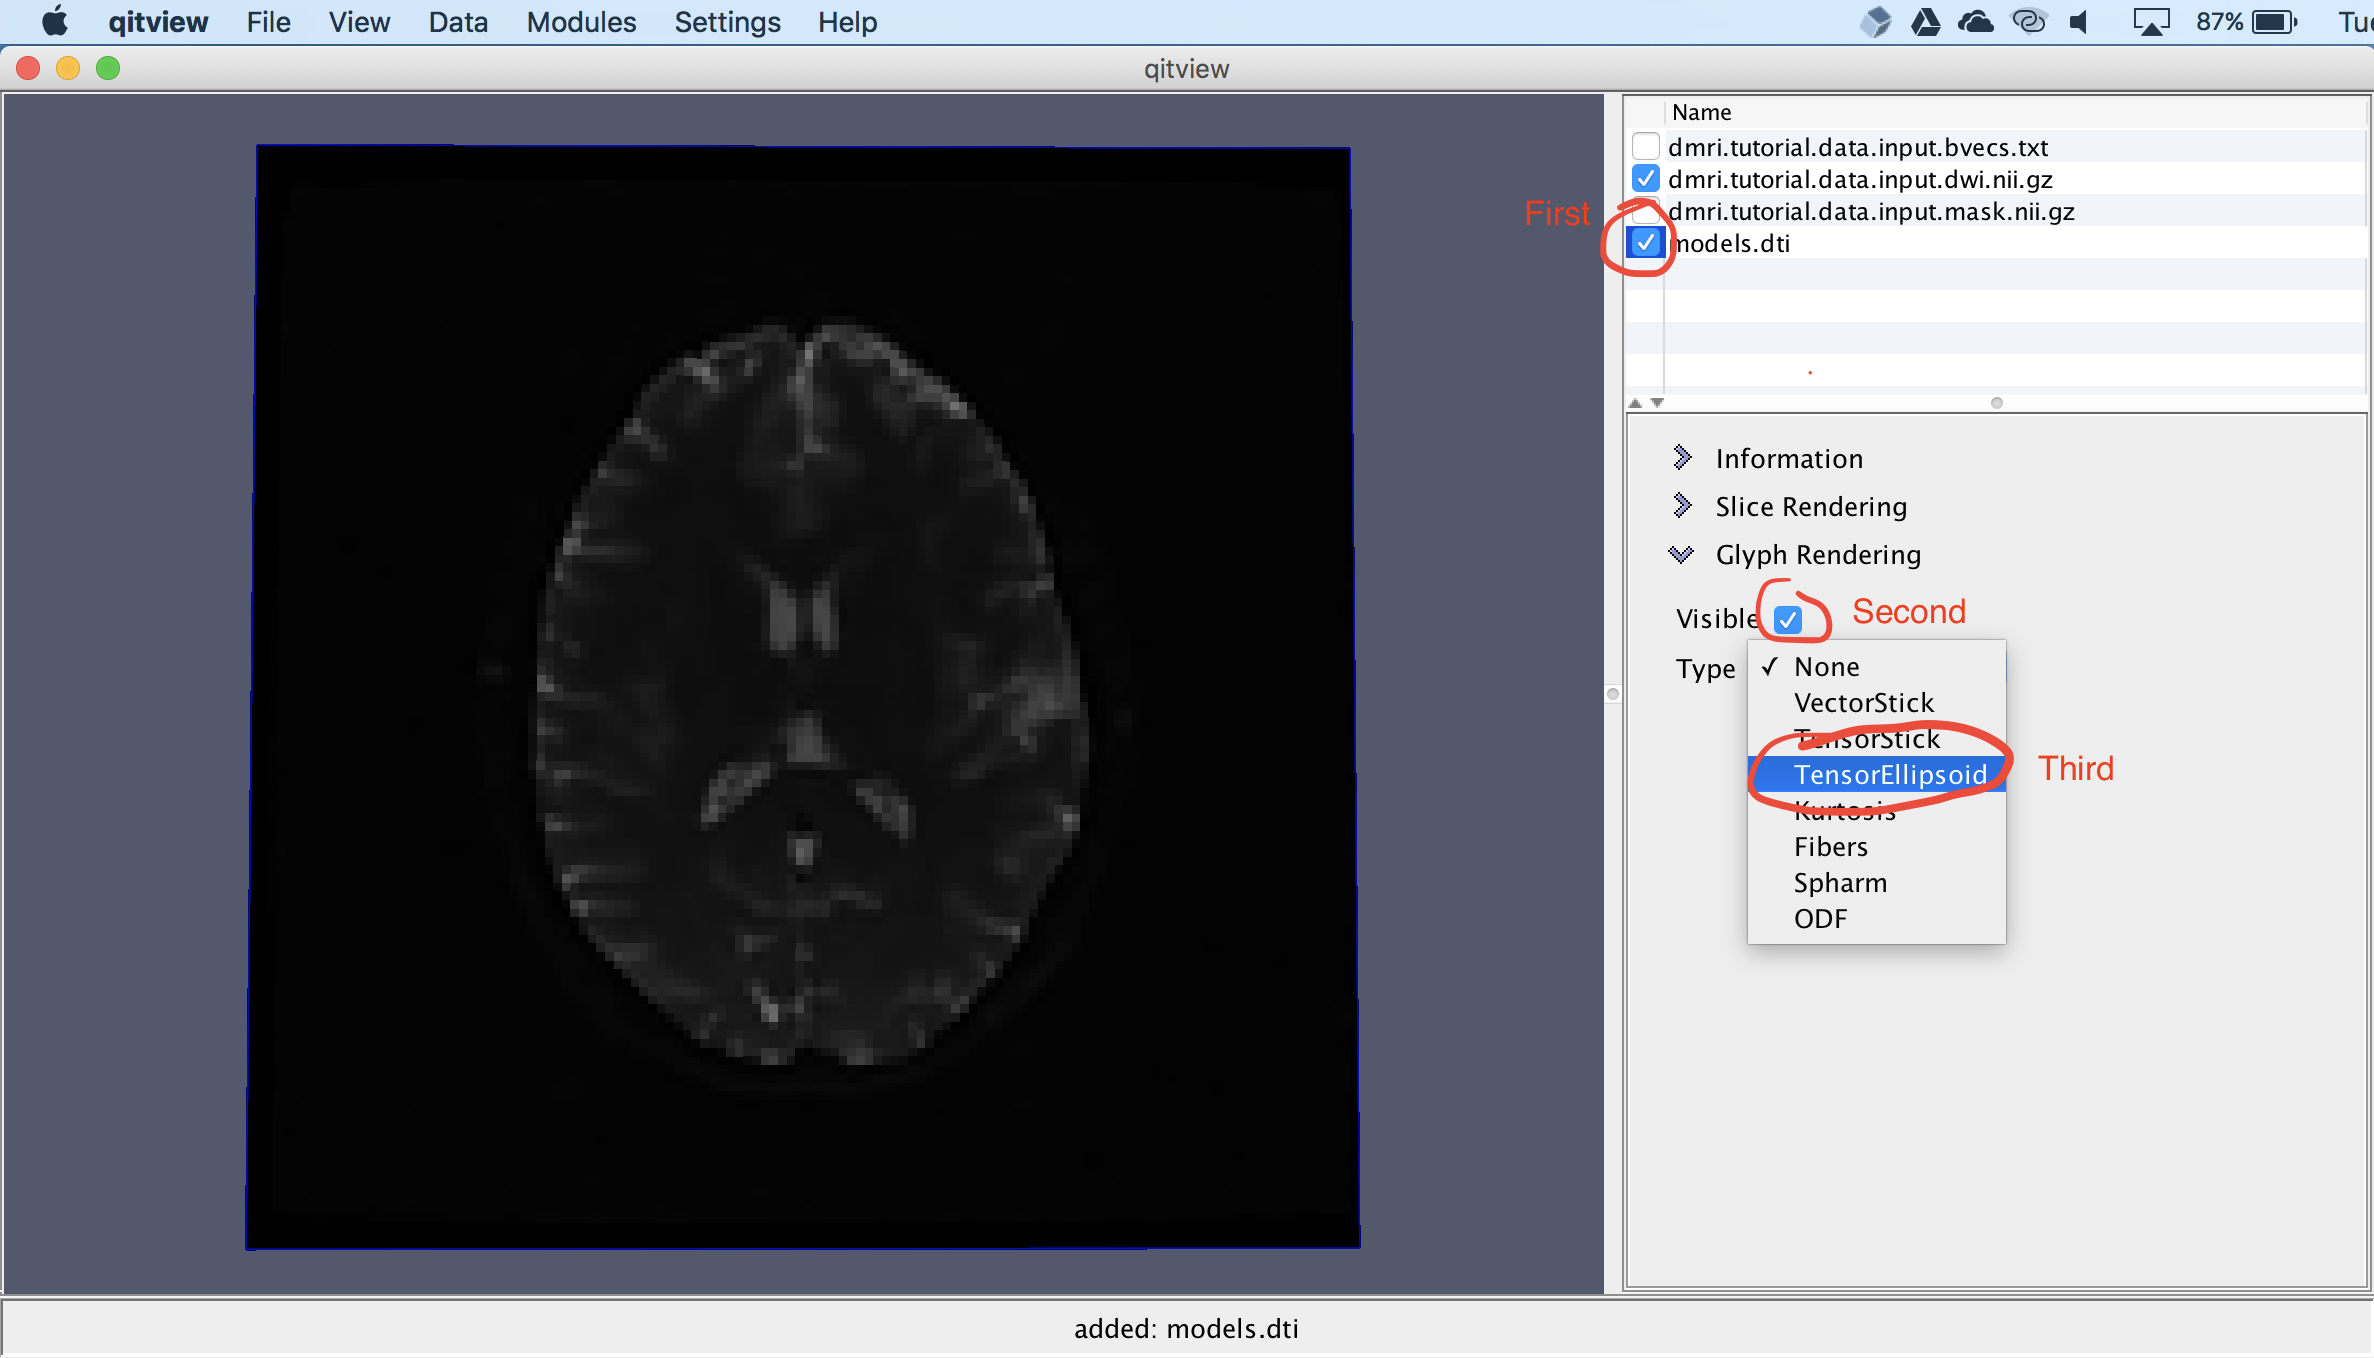 qitview File View Data Modules Settings Help 87% Tue
qitview
Name
dmri.tutorial.data.input.bvecs.txt
dmri.tutorial.data.input.dwi.nii.gz
First dmri.tutorial.data.input.mask.nii.gz
models.dti
Information
Slice Rendering
Glyph Rendering
Visible Second
Type None
VectorStick
TensorStick
TensorEllipsoid Third
Kurtosis
Fibers
Spharm
ODF
added: models.dti